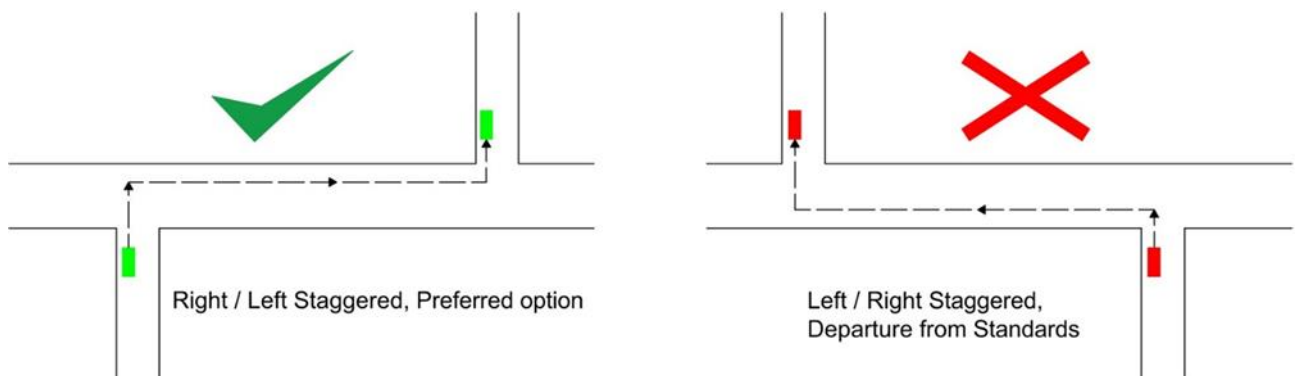 Right / Left Staggered, Preferred option
Left / Right Staggered,
Departure from Standards